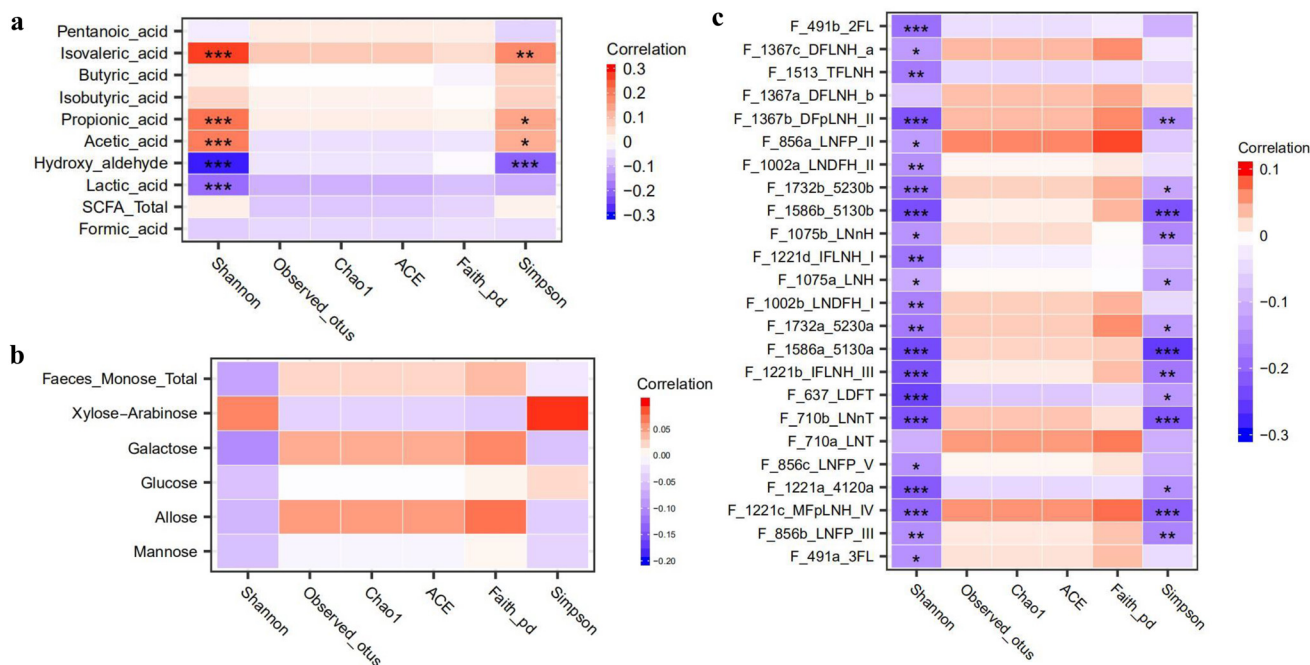 a
Pentanoic_acid
Isovaleric_acid *** **
Butyric_acid
Isobutyric_acid
Propionic_acid *** *
Acetic_acid *** *
Hydroxy_aldehyde *** ***
Lactic_acid ***
SCFA_Total
Formic_acid
Shannon
Observed_otus
Chao1
ACE
Faith_pd
Simpson
Correlation
0.3
0.2
0.1
0
−0.1
−0.2
−0.3
b
Faeces_Monose_Total
Xylose−Arabinose
Galactose
Glucose
Allose
Mannose
Shannon
Observed_otus
Chao1
ACE
Faith_pd
Simpson
Correlation
0.05
0.00
−0.05
−0.10
−0.15
−0.20
c
F_491b_2FL ***
F_1367c_DFLNH_a *
F_1513_TFLNH **
F_1367a_DFLNH_b
F_1367b_DFpLNH_II *** **
F_856a_LNFP_II *
F_1002a_LNDFH_II **
F_1732b_5230b *** *
F_1586b_5130b *** ***
F_1075b_LNnH * **
F_1221d_IFLNH_I **
F_1075a_LNH * *
F_1002b_LNDFH_I **
F_1732a_5230a ** *
F_1586a_5130a *** ***
F_1221b_IFLNH_III *** **
F_637_LDFT *** *
F_710b_LNnT *** ***
F_710a_LNT
F_856c_LNFP_V *
F_1221a_4120a *** *
F_1221c_MFpLNH_IV *** ***
F_856b_LNFP_III ** **
F_491a_3FL *
Shannon
Observed_otus
Chao1
ACE
Faith_pd
Simpson
Correlation
0.1
0
−0.1
−0.2
−0.3